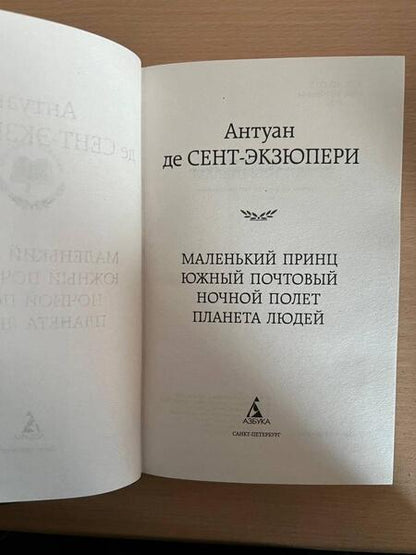 Антуан
де СЕНТ-ЭКЗЮПЕРИ
МАЛЕНЬКИЙ ПРИНЦ
ЮЖНЫЙ ПОЧТОВЫЙ
НОЧНОЙ ПОЛЕТ
ПЛАНЕТА ЛЮДЕЙ
АЗБУКА
САНКТ-ПЕТЕРБУРГ